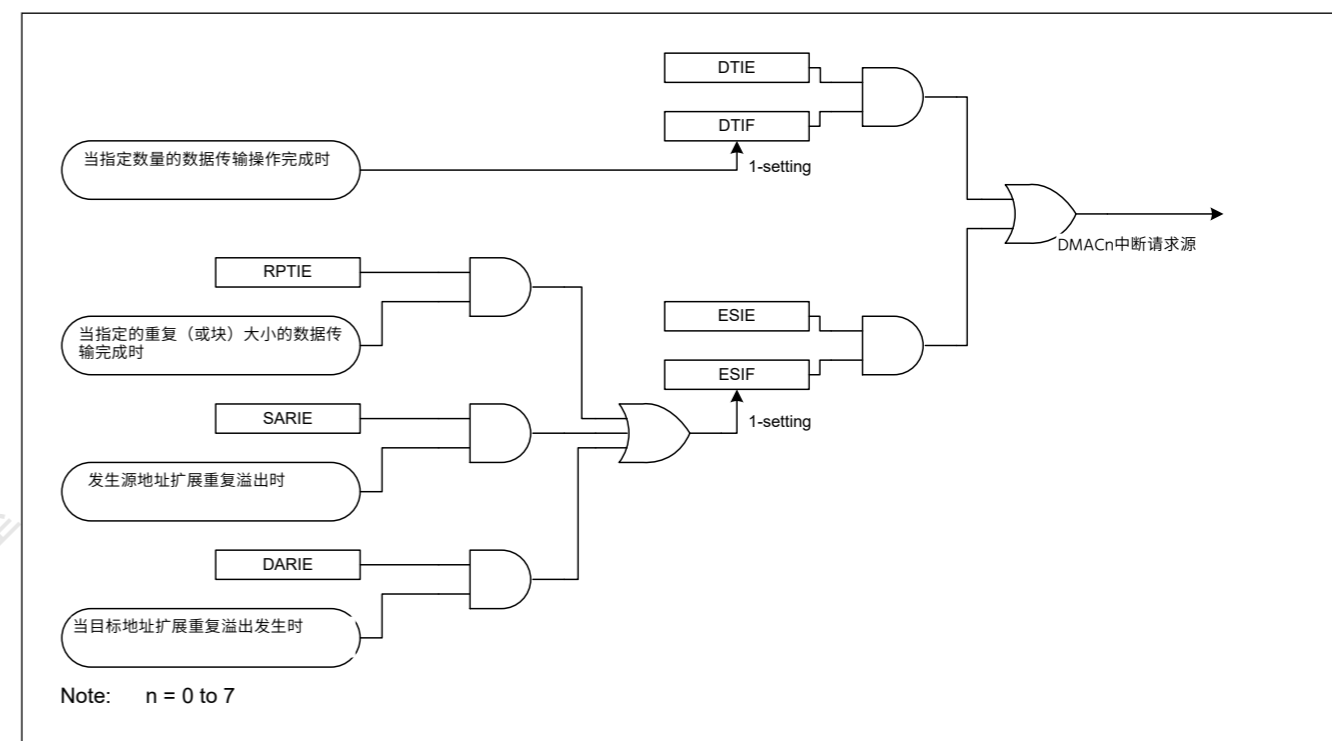 DTIE
DTIF
当指定数量的数据传输操作完成时
1-setting
DMACn中断请求源
RPTIE
当指定的重复（或块）大小的数据传
输完成时
ESIE
ESIF
1-setting
SARIE
发生源地址扩展重复溢出时
DARIE
当目标地址扩展重复溢出发生时
Note: n = 0 to 7